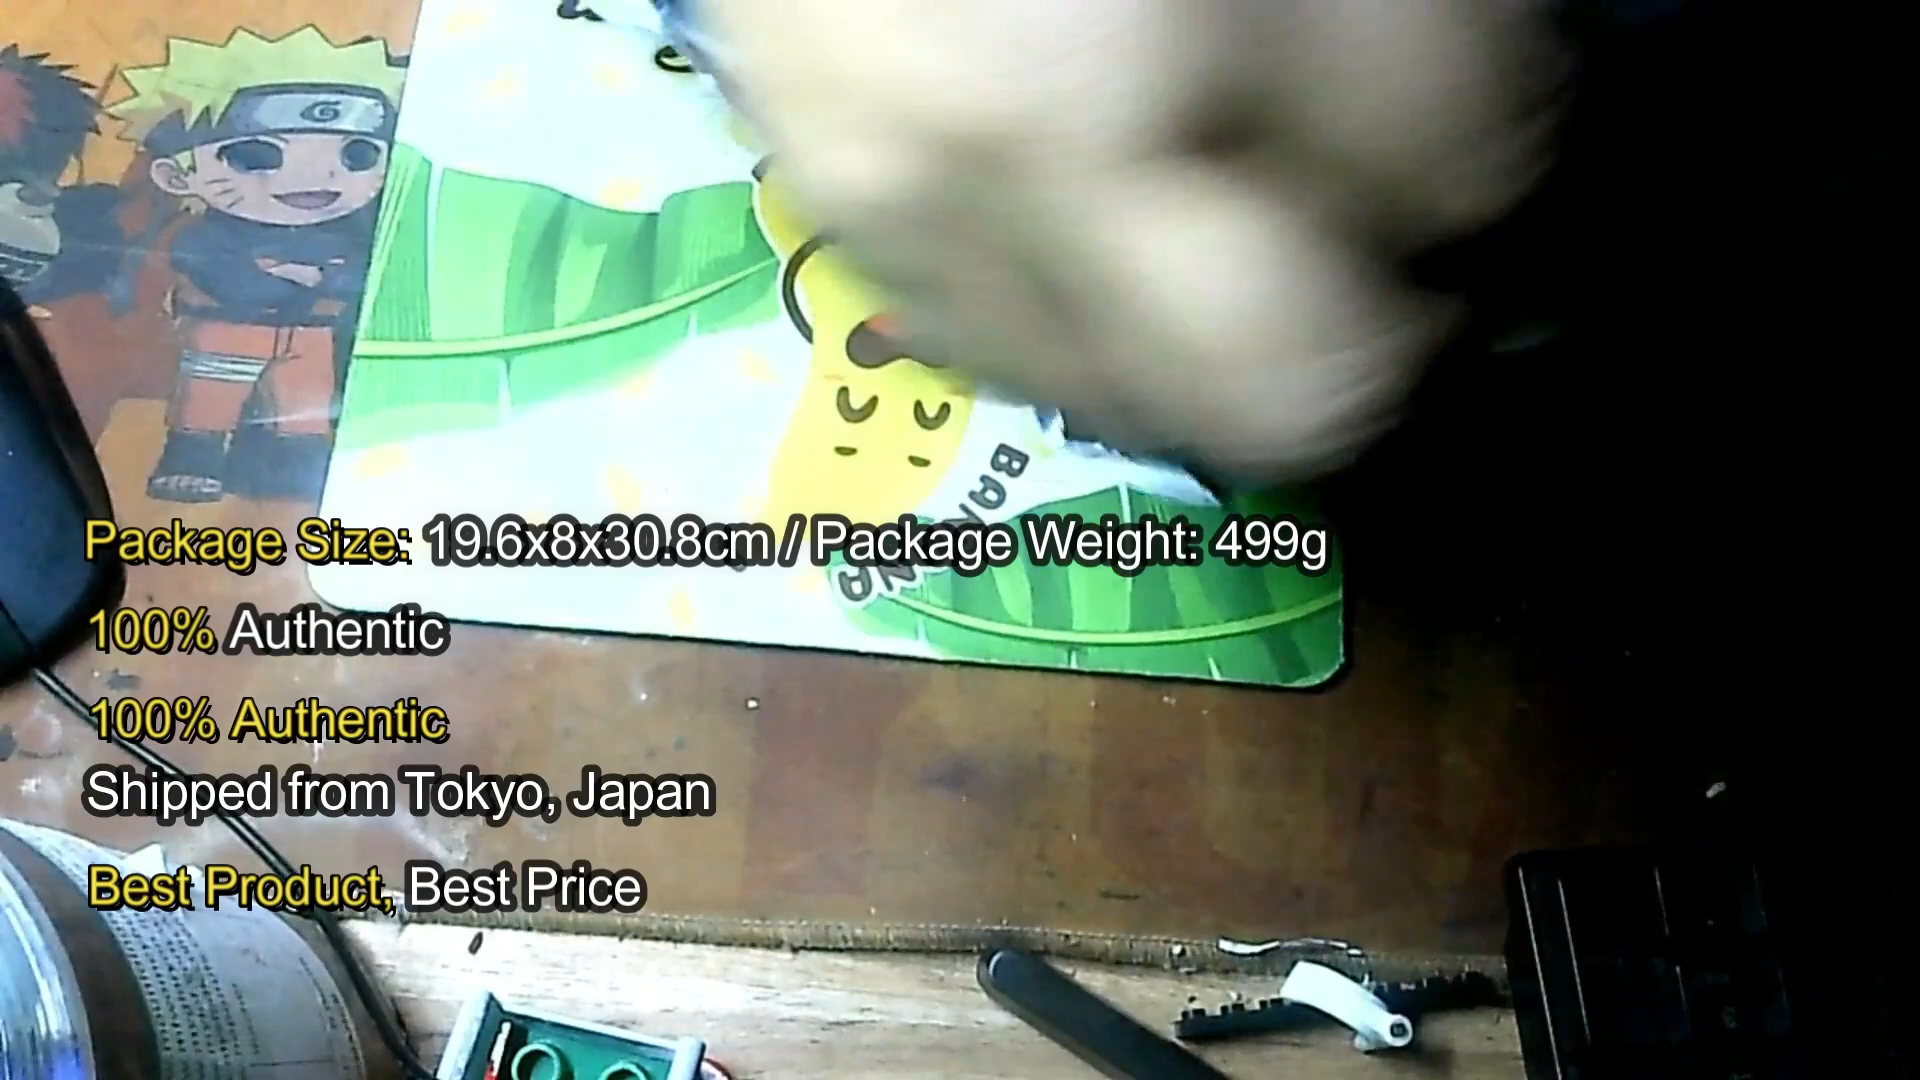 Package Size: 19.6x8x30.8cm / Package Weight: 499g
100% Authentic
100% Authentic
Shipped from Tokyo, Japan
Best Product, Best Price
BANANA